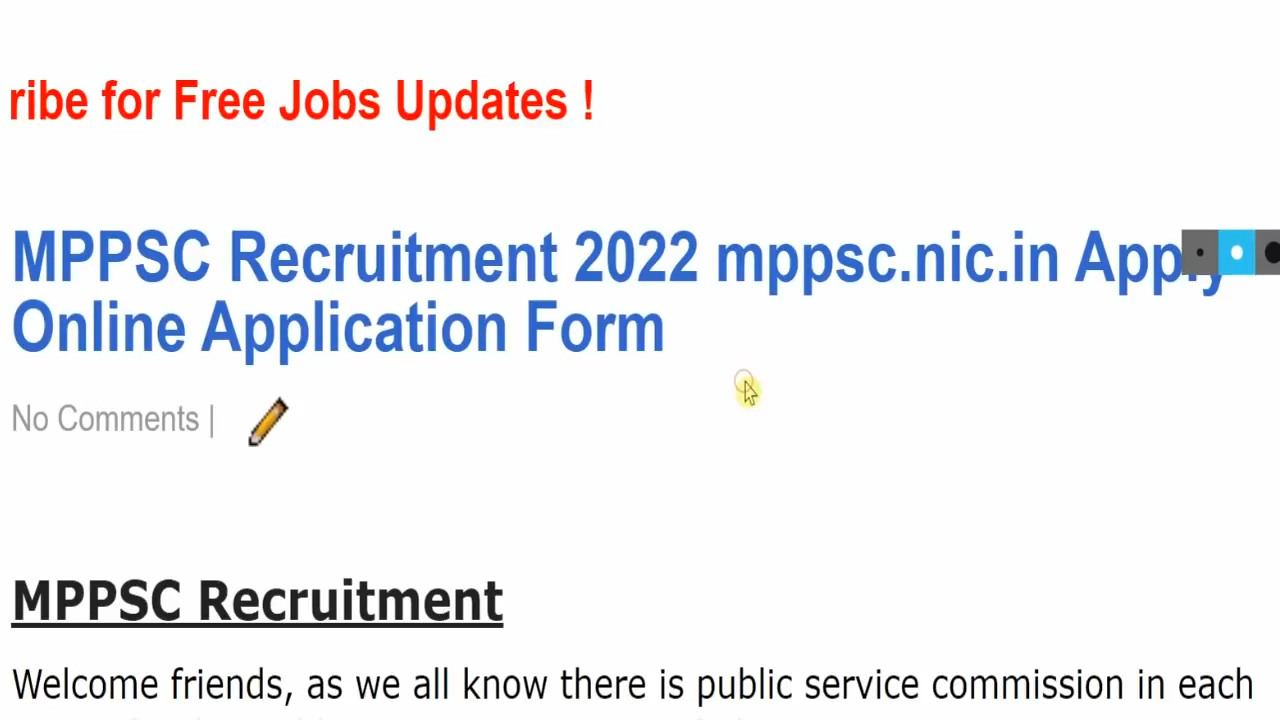 ribe for Free Jobs Updates !
MPPSC Recruitment 2022 mppsc.nic.in Apply
Online Application Form
No Comments |
MPPSC Recruitment
Welcome friends, as we all know there is public service commission in each